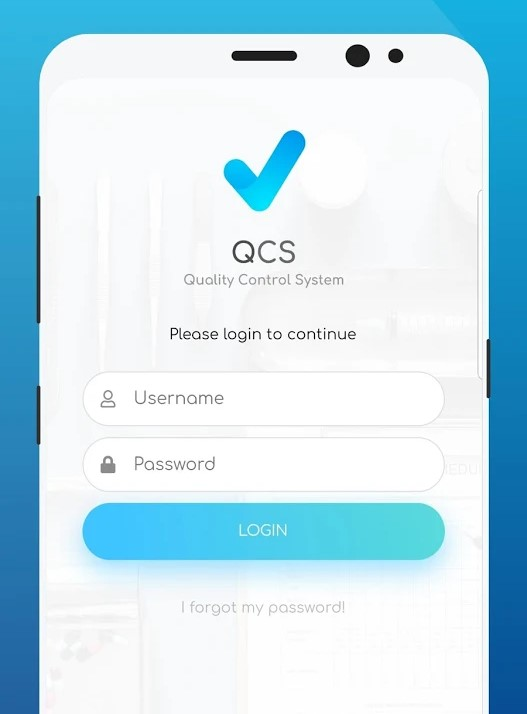 QCS
Quality Control System
Please login to continue
Username
Password
LOGIN
I forgot my password!